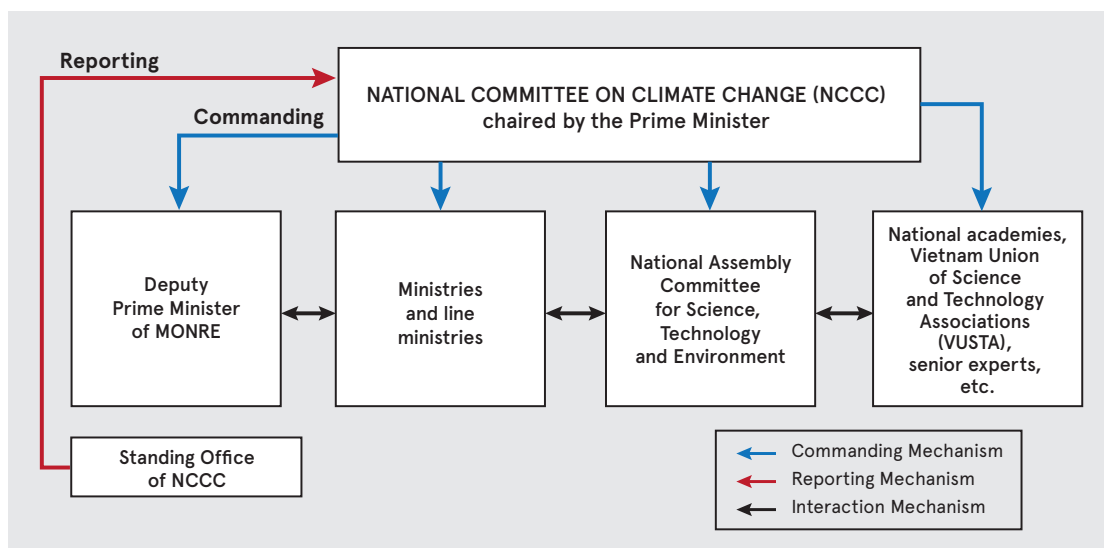 Reporting
NATIONAL COMMITTEE ON CLIMATE CHANGE (NCCC)
chaired by the Prime Minister
Commanding
Deputy
Prime Minister
of MONRE
Ministries
and line
ministries
National Assembly
Committee
for Science,
Technology
and Environment
National academies,
Vietnam Union
of Science
and Technology
Associations
(VUSTA),
senior experts,
etc.
Standing Office
of NCCC
Commanding Mechanism
Reporting Mechanism
Interaction Mechanism